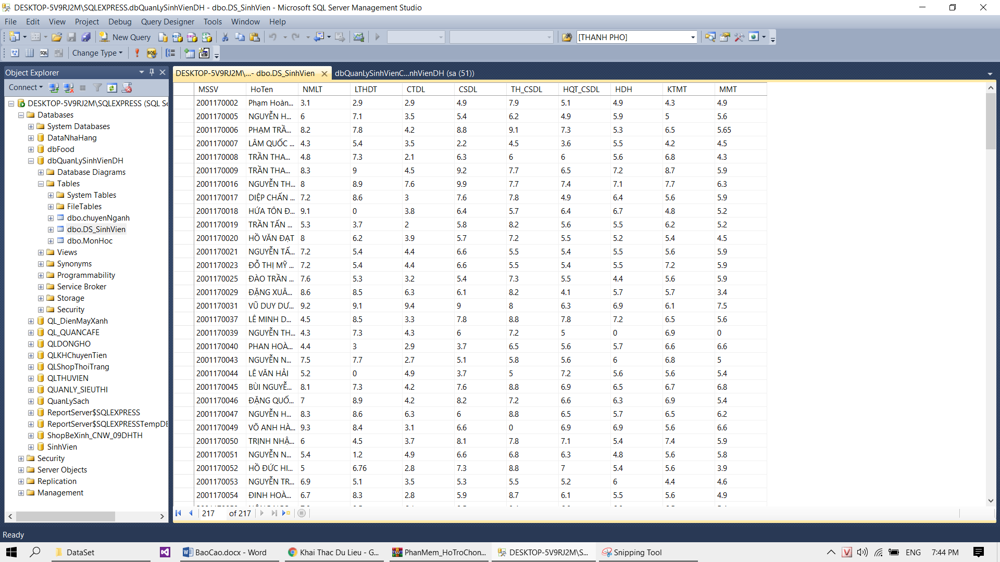 DESKTOP-5V9RJ2M\SQLEXPRESS.dbQuanLySinhVienDH - dbo.DS_SinhVien - Microsoft SQL Server Management Studio
File Edit View Project Debug Query Designer Tools Window Help
New Query [THANH PHO]
Change Type
Object Explorer
Connect
DESKTOP-5V9RJ2M\SQLEXPRESS (SQL Se
Databases
System Databases
DataNhaHang
dbFood
dbQuanLySinhVienDH
Database Diagrams
Tables
System Tables
FileTables
dbo.chuyenNganh
dbo.DS_SinhVien
dbo.MonHoc
Views
Synonyms
Programmability
Service Broker
Storage
Security
QL_DienMayXanh
QL_QUANCAFE
QLDONGHO
QLKHChuyenTien
QLShopThoiTrang
QLTHUVIEN
QUANLY_SIEUTHI
QuanLySach
ReportServer$SQLEXPRESS
ReportServer$SQLEXPRESSTempDB
ShopBeXinh_CNW_09DHTH
SinhVien
Security
Server Objects
Replication
Management
DESKTOP-5V9RJ2M\...- dbo.DS_SinhVien dbQuanLySinhVienC...nhVienDH (sa (51))
MSSV HoTen NMLT LTHDT CTDL CSDL TH_CSDL HQT_CSDL HDH KTMT MMT
2001170002 Phạm Hoàn... 3.1 2.9 2.9 4.9 7.9 5.1 4.9 4.3 4.9
2001170005 NGUYỄN H... 6 7.1 3.5 5.4 6.2 4.9 5.9 5 5.6
2001170006 PHẠM TRẦ... 8.2 7.8 4.2 8.8 9.1 7.3 5.3 6.5 5.65
2001170007 LÂM QUỐC ... 4.3 5.4 3.5 2.2 4.5 3.6 5.5 4.2 4.5
2001170008 TRẦN THA... 4.8 7.3 2.1 6.3 6 6 5.6 6.8 4.3
2001170009 TRẦN THA... 8.3 9 4.5 9.2 7.7 6.5 7.2 8.7 5.9
2001170016 NGUYỄN TH... 8 8.9 7.6 9.9 7.7 7.4 7.1 7.7 6.3
2001170017 DIỆP CHẤN ... 7.2 8.6 3 7.6 7.8 4.9 6.4 5.6 5.9
2001170018 HỨA TÔN Đ... 9.1 0 3.8 6.4 5.7 6.4 6.7 4.8 5.2
2001170019 TRẦN TẤN ... 5.3 3.7 2 5.8 8.2 5.6 5.5 6.2 5.2
2001170020 HỒ VĂN ĐẠT 8 6.2 3.9 5.7 7.2 5.5 5.2 5.4 4.5
2001170021 NGUYỄN TẤ... 7.2 5.4 4.4 6.6 5.5 5.4 5.5 5.6 5.9
2001170023 ĐỖ THỊ MỸ ... 7.2 5.4 4.4 6.6 5.5 5.4 5.5 7.2 5.9
2001170025 ĐÀO TRẦN ... 7.6 5.3 3.2 5.4 7.3 5.5 4.4 5.6 5.9
2001170029 ĐẶNG XUÂ... 8.6 8.5 6.3 6.1 8.2 4.1 5.7 5.7 3.4
2001170031 VŨ DUY DƯ... 9.2 9.1 9.4 9 8 6.3 6.9 6.1 7.5
2001170037 LÊ MINH D... 4.5 8.5 3.3 7.8 8.8 7.8 7.2 6.5 5.6
2001170039 NGUYỄN TH... 4.3 7.3 4.3 6 7.2 5 0 6.9 0
2001170040 PHAN HOÀ... 4.4 3 2.9 3.7 6.5 5.6 5.7 6.6 6.6
2001170043 NGUYỄN N... 7.5 7.7 2.7 5.1 5.8 5.6 6 6.8 5
2001170044 LÊ VĂN HẢI 5.2 0 4.9 3.7 5 7.2 5.6 5.6 5.4
2001170045 BÙI NGUYỄ... 8.1 7.3 4.2 7.6 8.8 6.9 6.5 6.7 6.8
2001170046 ĐẶNG QUỐ... 7 8.9 4.2 8.2 7.2 6.6 6.3 6.9 5.4
2001170047 NGUYỄN H... 8.3 8.6 6.3 6 8.8 6.5 5.7 6.5 6.2
2001170049 VÕ ANH HÀ... 9.3 8.4 3.1 6.6 0 6.9 6.9 5.6 6.6
2001170050 TRỊNH NHẬ... 6 4.5 3.7 8.1 7.8 7.1 5.4 7.4 5.9
2001170051 NGUYỄN N... 5.4 1.2 4.9 6.6 6.8 6.3 4.8 5.6 5.8
2001170052 HỒ ĐỨC HI... 5 6.76 2.8 7.3 8.8 7 5.4 5.6 3.9
2001170053 NGUYỄN TR... 6.9 5.1 3.5 5.3 5.5 5.2 6 4.4 4.6
2001170054 ĐINH HOÀ... 6.7 8.3 2.8 5.9 8.7 6.1 5.5 5.6 4.9
217 of 217
Ready
DataSet BaoCao.docx - Word Khai Thac Du Lieu - G... PhanMem_HoTroChon... DESKTOP-5V9RJ2M\S... Snipping Tool ENG 7:44 PM